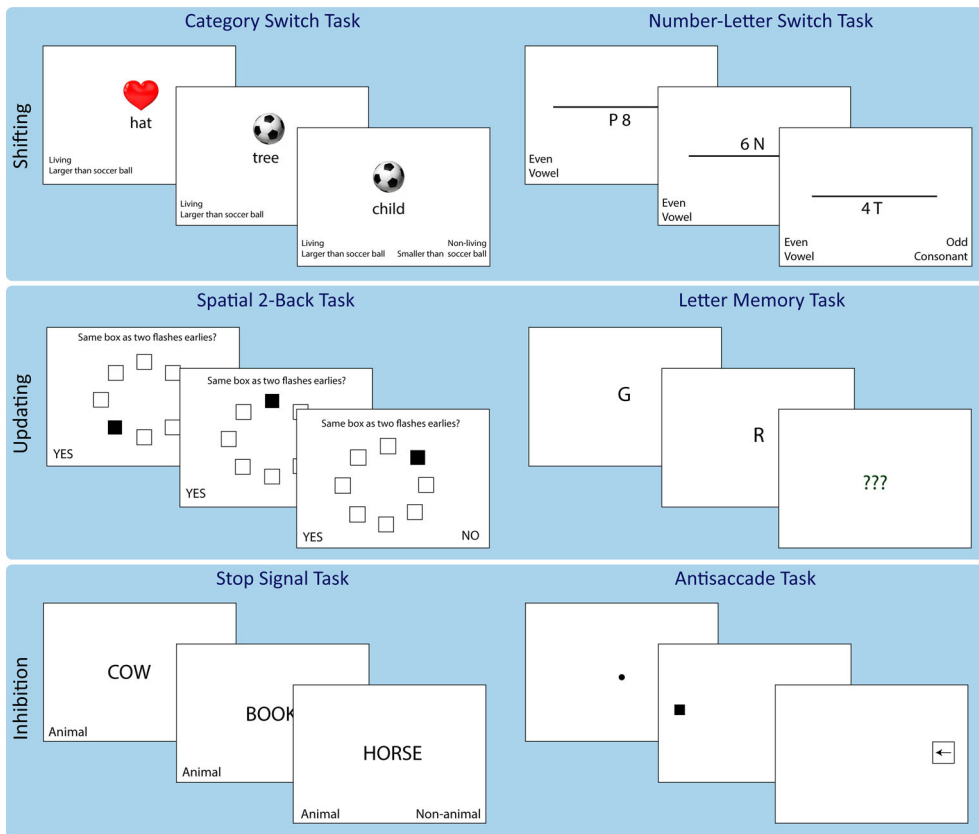 Category Switch Task
Number-Letter Switch Task
Shifting
hat
Living
Larger than soccer ball
tree
Living
Larger than soccer ball
child
Living
Non-living
Larger than soccer ball
Smaller than soccer ball
P 8
Even
Vowel
6 N
Even
Vowel
4 T
Even
Odd
Vowel
Consonant
Spatial 2-Back Task
Letter Memory Task
Updating
Same box as two flashes earlies?
YES
Same box as two flashes earlies?
YES
Same box as two flashes earlies?
YES
NO
G
R
???
Stop Signal Task
Antisaccade Task
Inhibition
COW
Animal
BOOK
Animal
HORSE
Animal
Non-animal